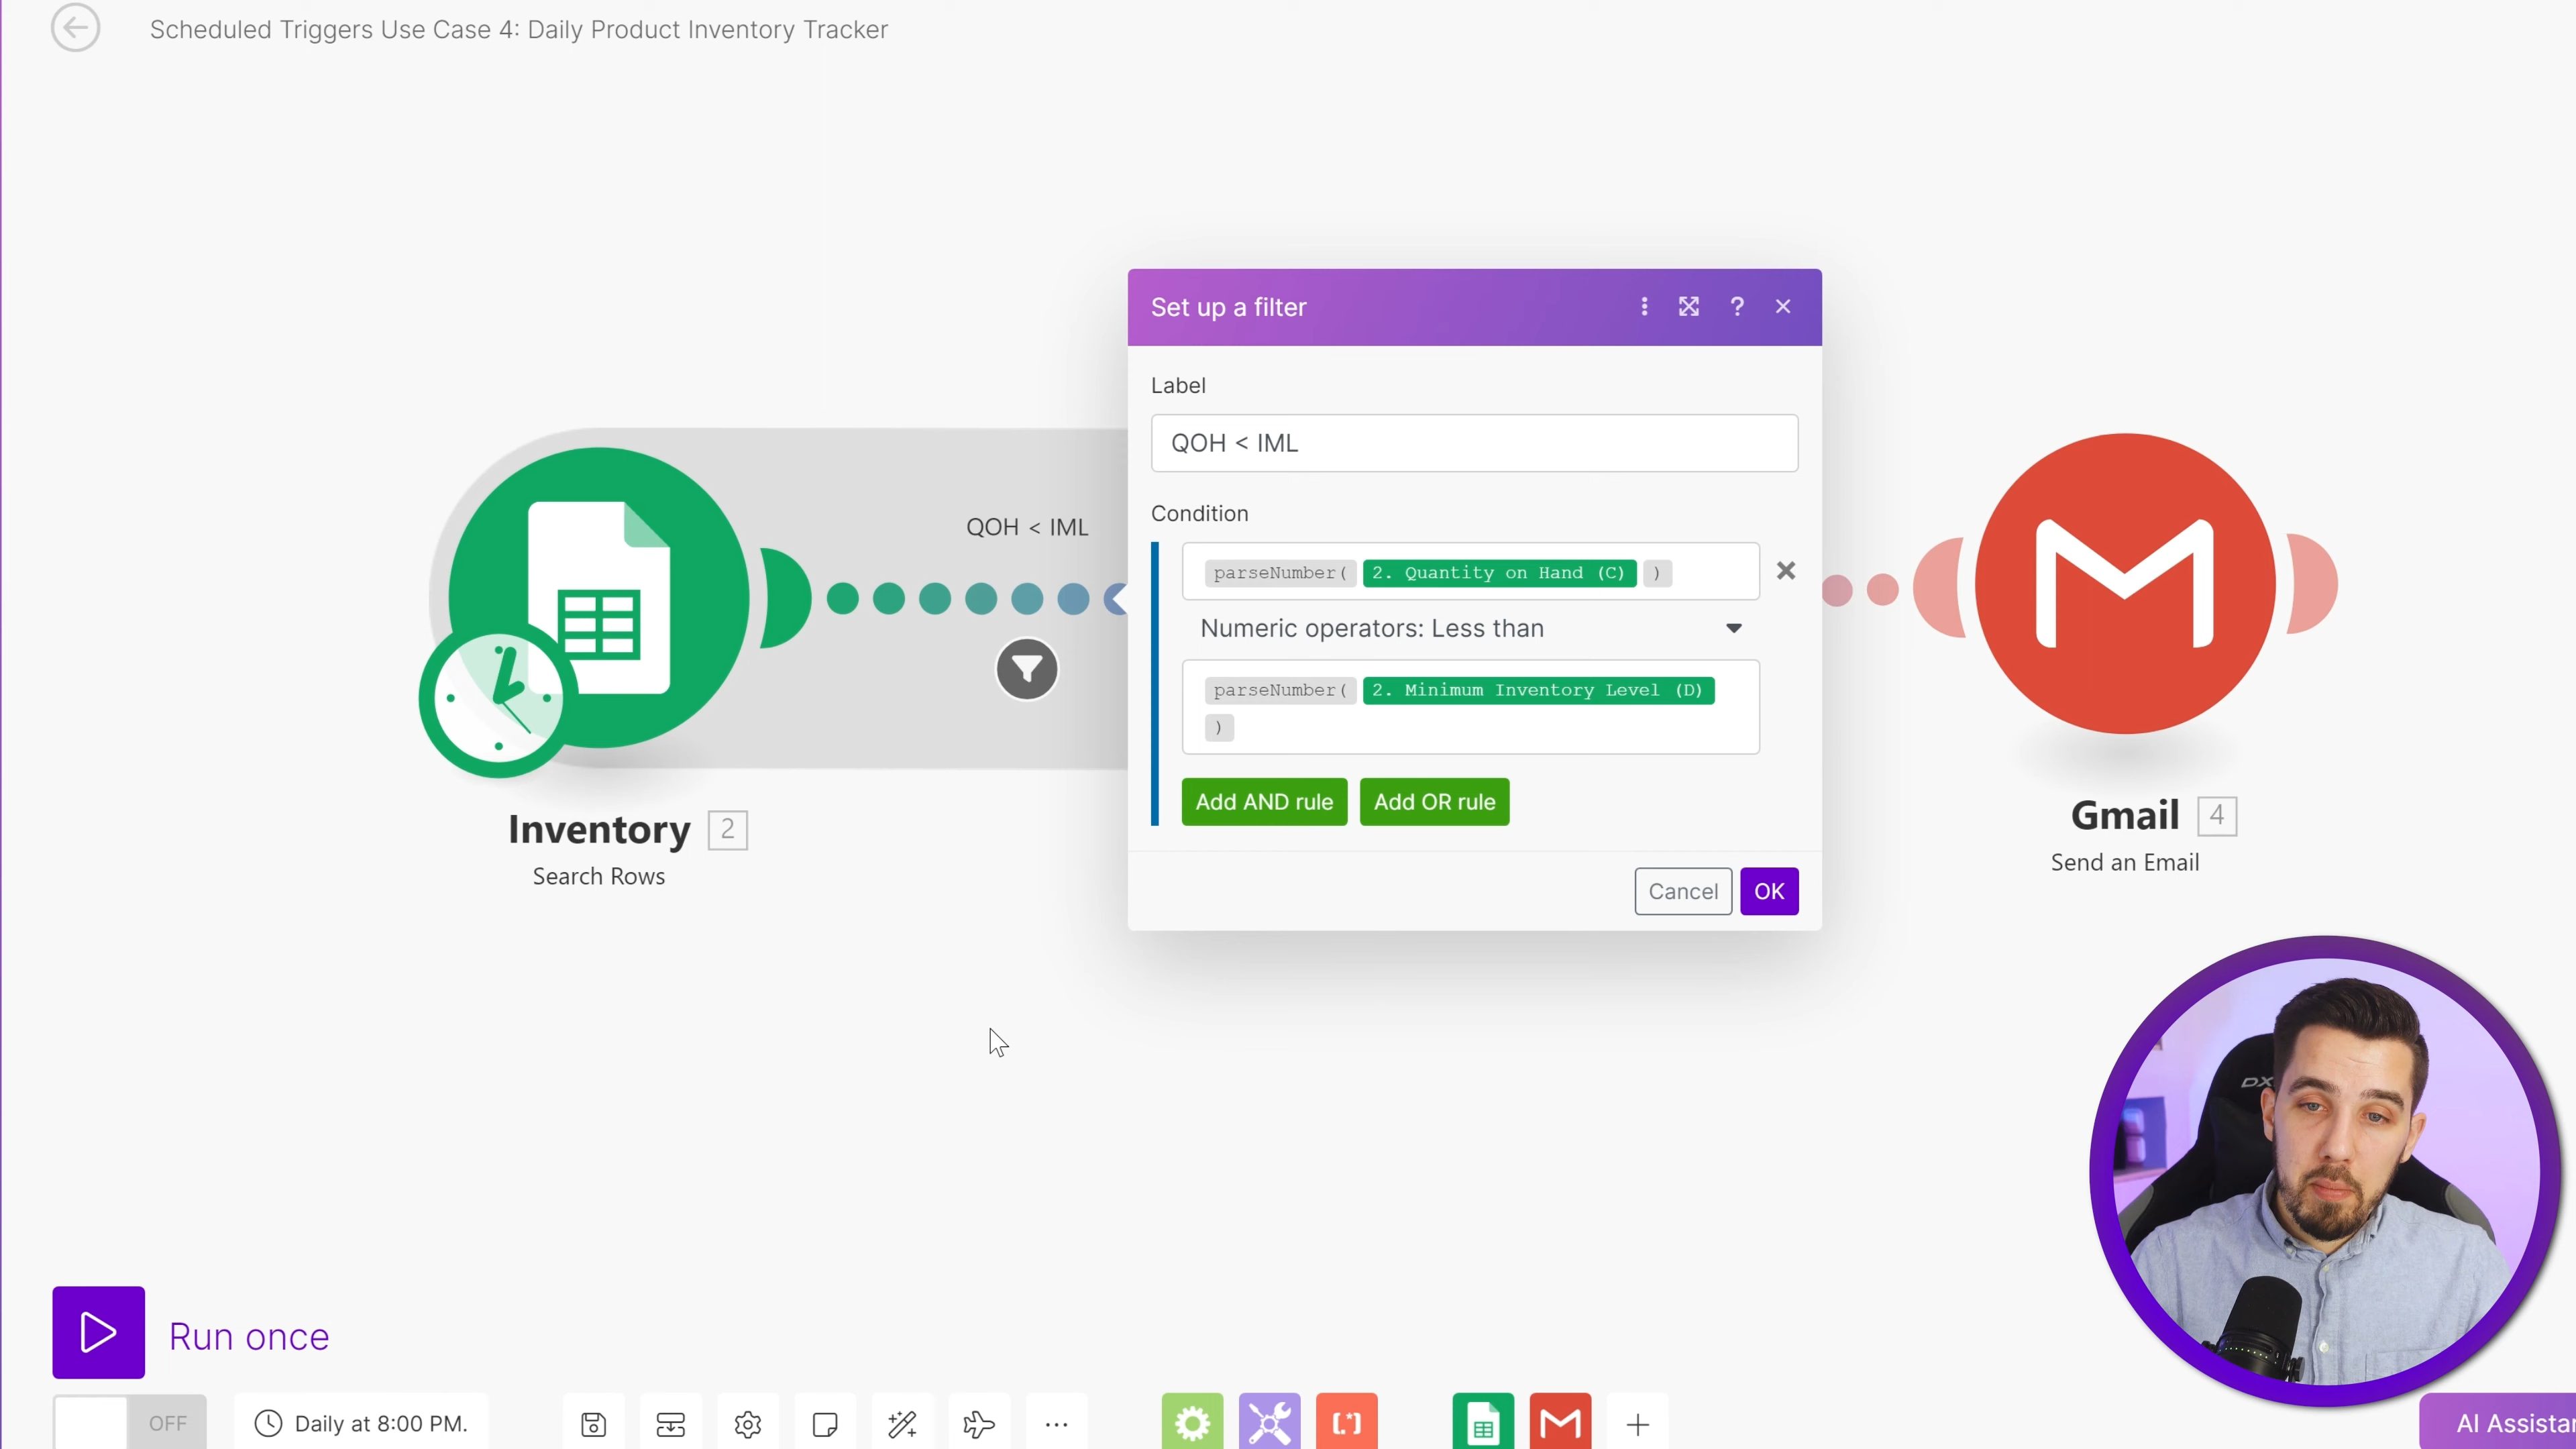 Scheduled Triggers Use Case 4: Daily Product Inventory Tracker
Set up a filter
?
Label
QOH < IML
Condition
QOH < IML
parseNumber( 2. Quantity on Hand (C) )
Numeric operators: Less than
parseNumber( 2. Minimum Inventory Level (D)
)
Add AND rule Add OR rule
Cancel OK
Inventory 2
Search Rows
Gmail 4
Send an Email
DX
Run once
OFF
Daily at 8:00 PM.
AI Assista